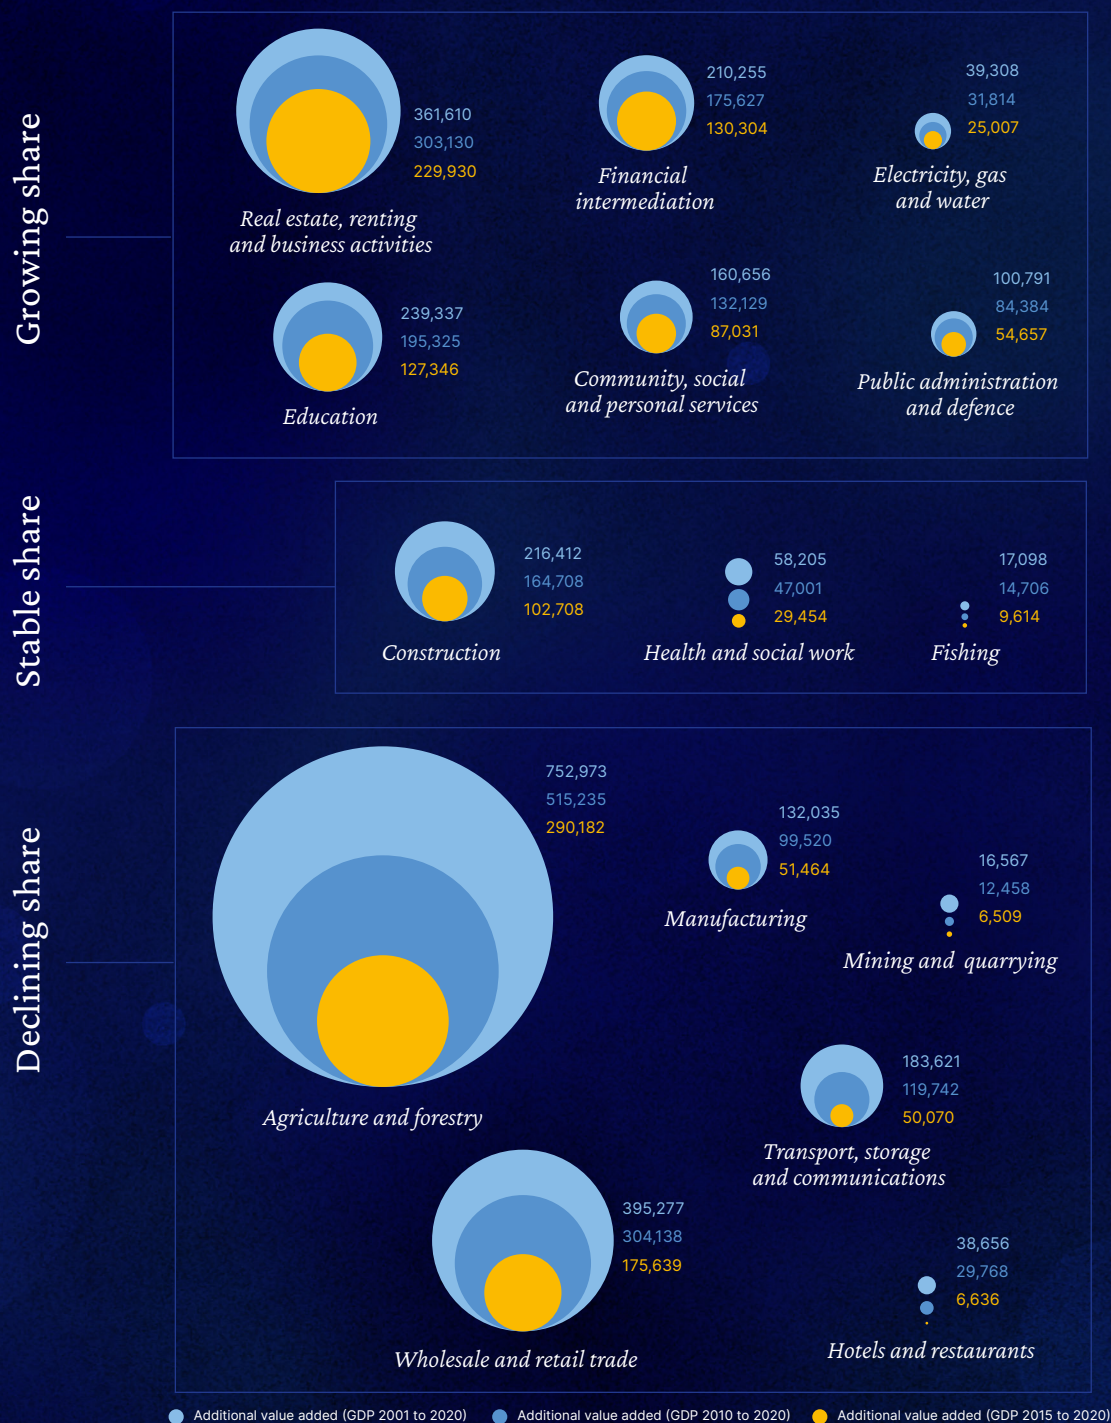 Growing share
361,610
303,130
229,930
Real estate, renting
and business activities
210,255
175,627
130,304
Financial
intermediation
39,308
31,814
25,007
Electricity, gas
and water
239,337
195,325
127,346
Education
160,656
132,129
87,031
Community, social
and personal services
100,791
84,384
54,657
Public administration
and defence
Stable share
216,412
164,708
102,708
Construction
58,205
47,001
29,454
Health and social work
17,098
14,706
9,614
Fishing
Declining share
752,973
515,235
290,182
Agriculture and forestry
132,035
99,520
51,464
Manufacturing
16,567
12,458
6,509
Mining and quarrying
183,621
119,742
50,070
Transport, storage
and communications
395,277
304,138
175,639
Wholesale and retail trade
38,656
29,768
6,636
Hotels and restaurants
Additional value added (GDP 2001 to 2020)
Additional value added (GDP 2010 to 2020)
Additional value added (GDP 2015 to 2020)